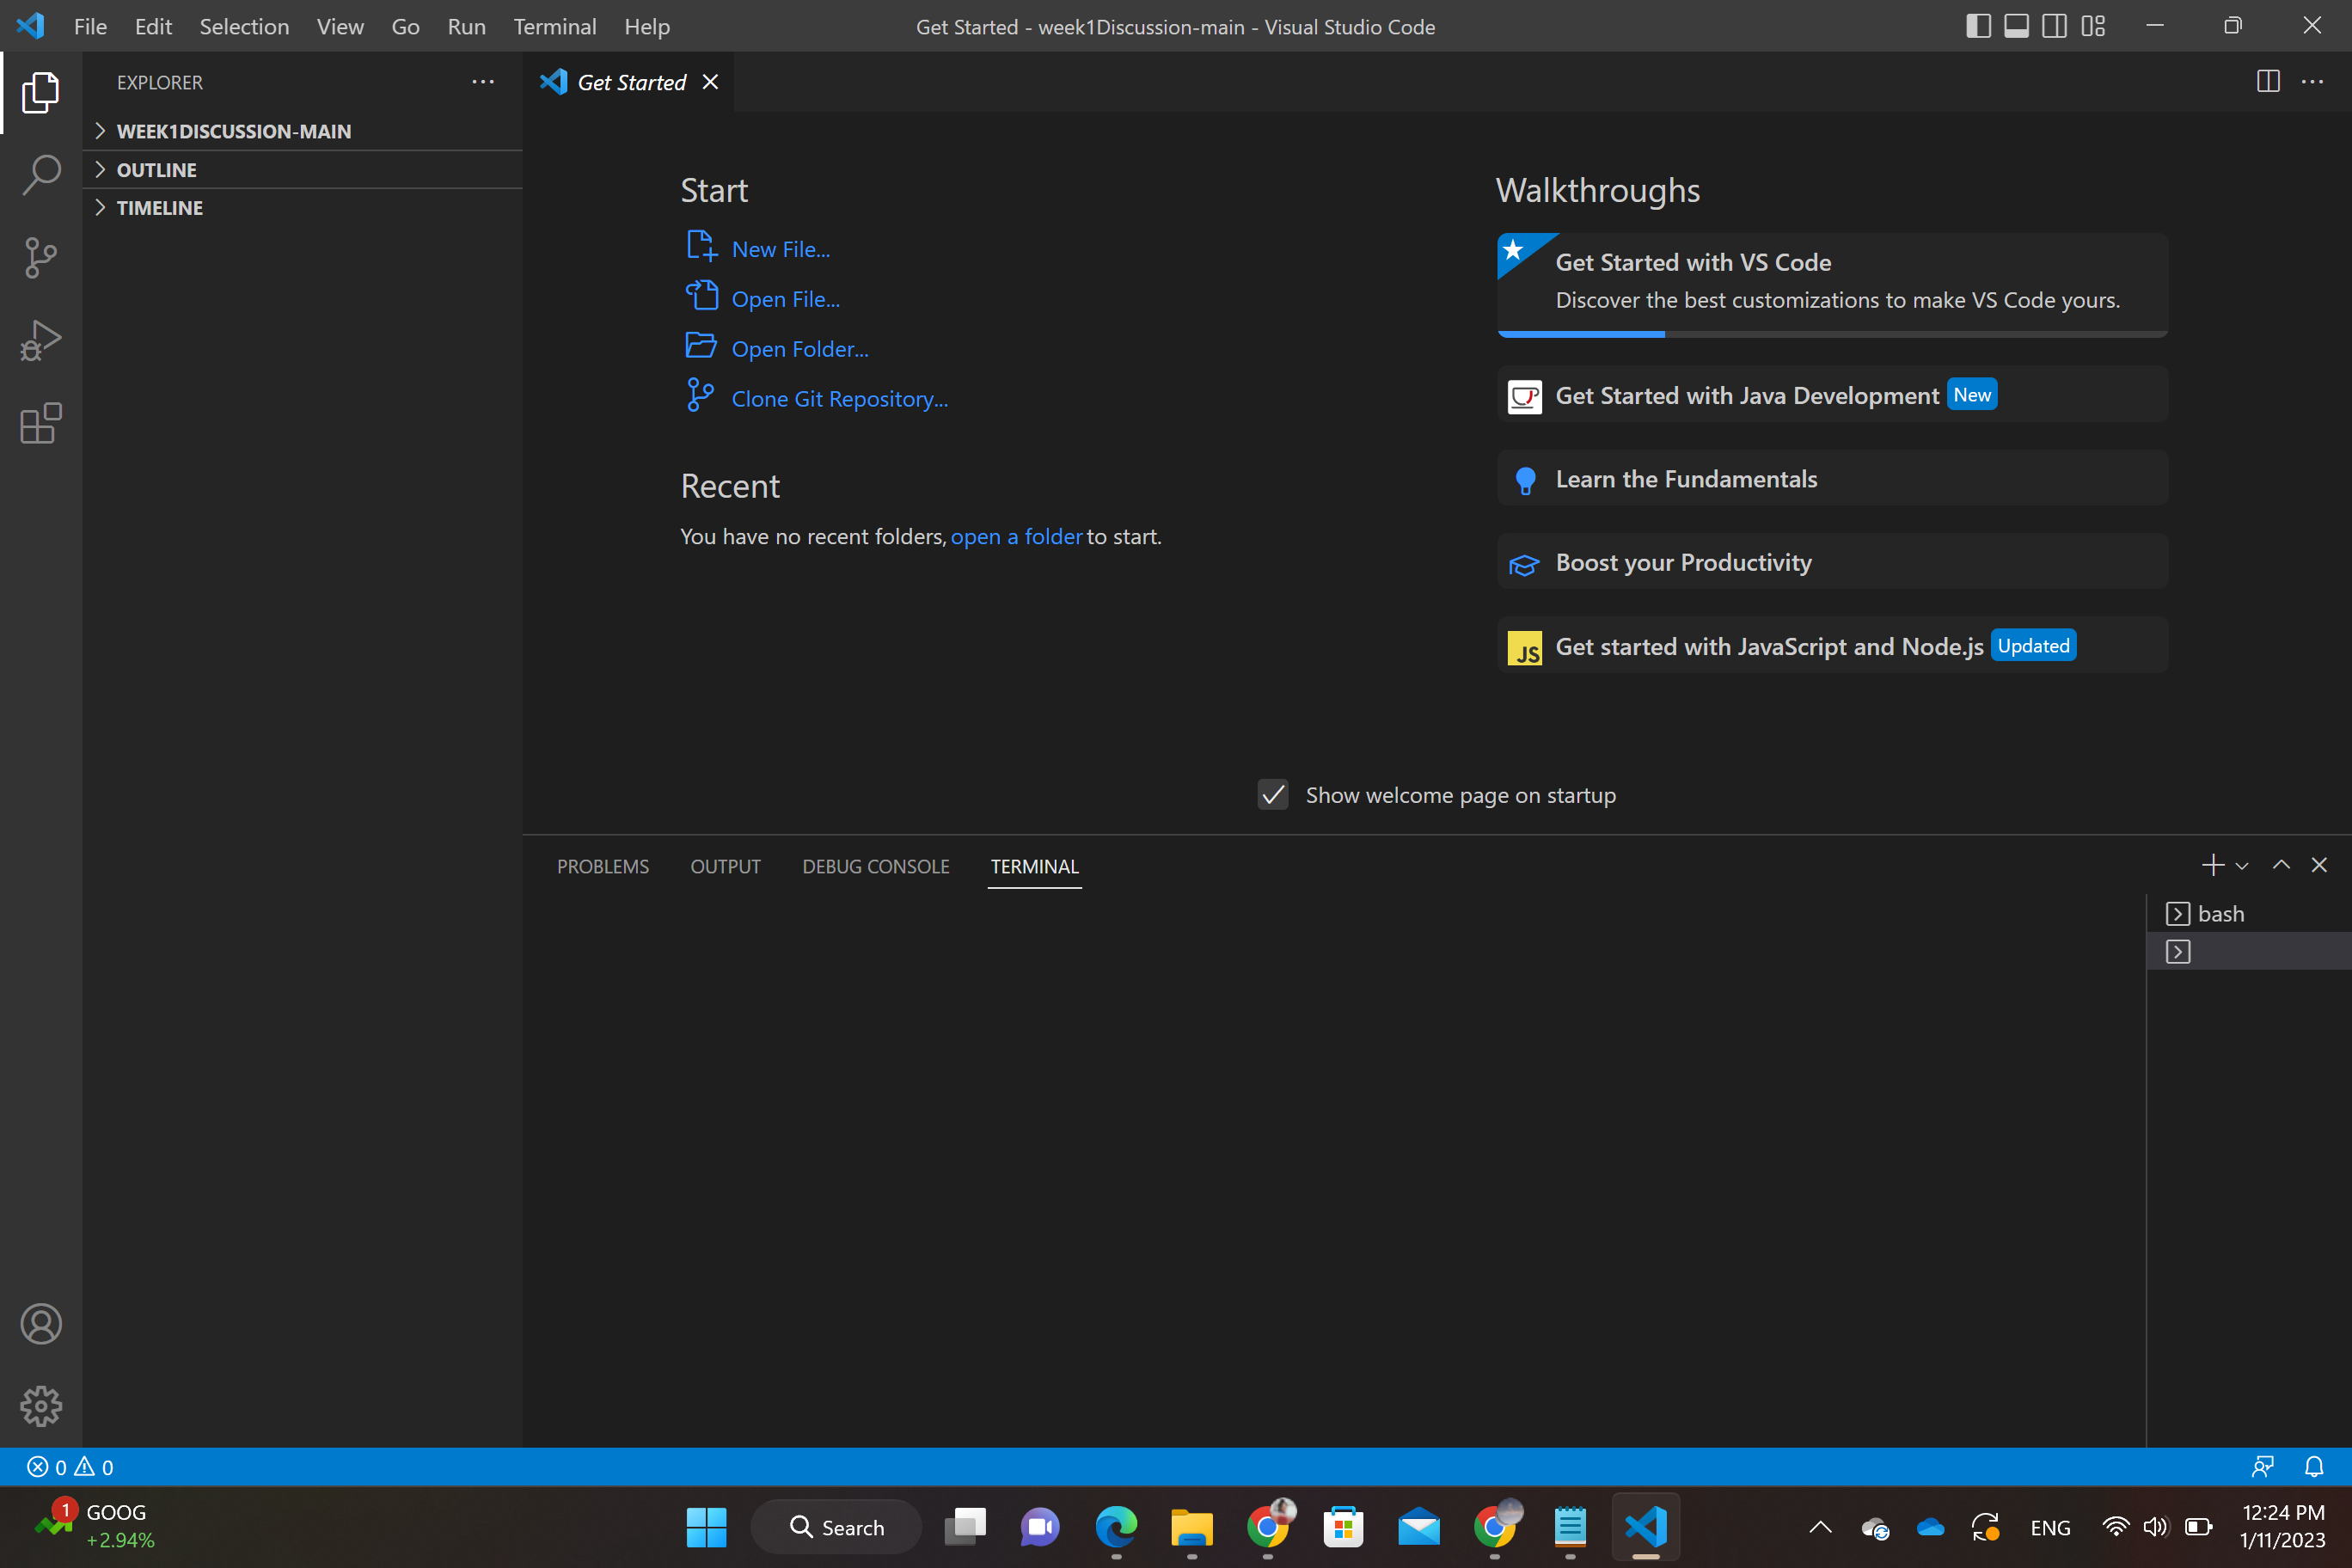 File Edit Selection View Go Run Terminal Help
Get Started - week1Discussion-main - Visual Studio Code
EXPLORER
WEEK1DISCUSSION-MAIN
OUTLINE
TIMELINE
Get Started
Start
New File...
Open File...
Open Folder...
Clone Git Repository...
Recent
You have no recent folders, open a folder to start.
Walkthroughs
Get Started with VS Code
Discover the best customizations to make VS Code yours.
Get Started with Java Development New
Learn the Fundamentals
Boost your Productivity
JS Get started with JavaScript and Node.js Updated
Show welcome page on startup
PROBLEMS OUTPUT DEBUG CONSOLE TERMINAL
bash
0 0
1 GOOG
+2.94%
Search
ENG
12:24 PM
1/11/2023